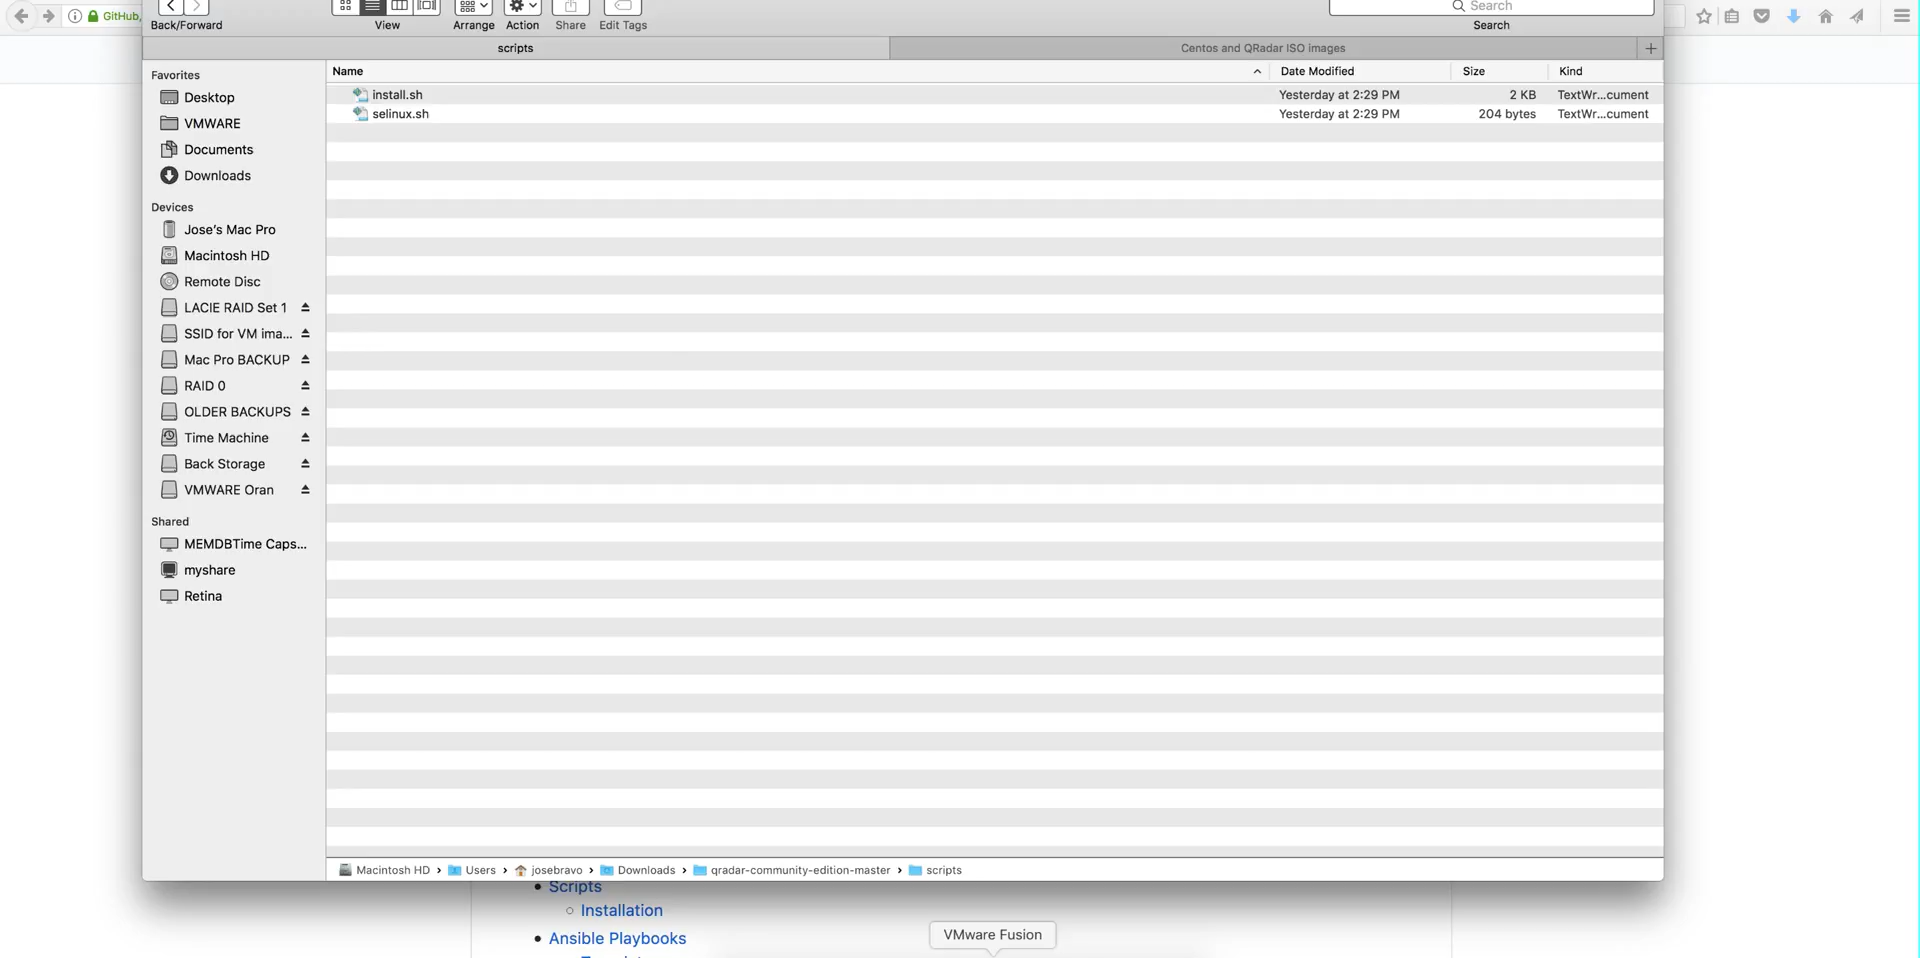 GitHub,
Back/Forward
View
Arrange
Action
Share
Edit Tags
Search
Search
scripts
Centos and QRadar ISO images
Favorites
Desktop
VMWARE
Documents
Downloads
Devices
Jose's Mac Pro
Macintosh HD
Remote Disc
LACIE RAID Set 1
SSID for VM ima...
Mac Pro BACKUP
RAID 0
OLDER BACKUPS
Time Machine
Back Storage
VMWARE Oran
Shared
MEMDBTime Caps...
myshare
Retina
Name Date Modified Size Kind
install.sh Yesterday at 2:29 PM 2 KB TextWr...cument
selinux.sh Yesterday at 2:29 PM 204 bytes TextWr...cument
Macintosh HD › Users › josebravo › Downloads › qradar-community-edition-master › scripts
• Scripts
○ Installation
• Ansible Playbooks
VMware Fusion